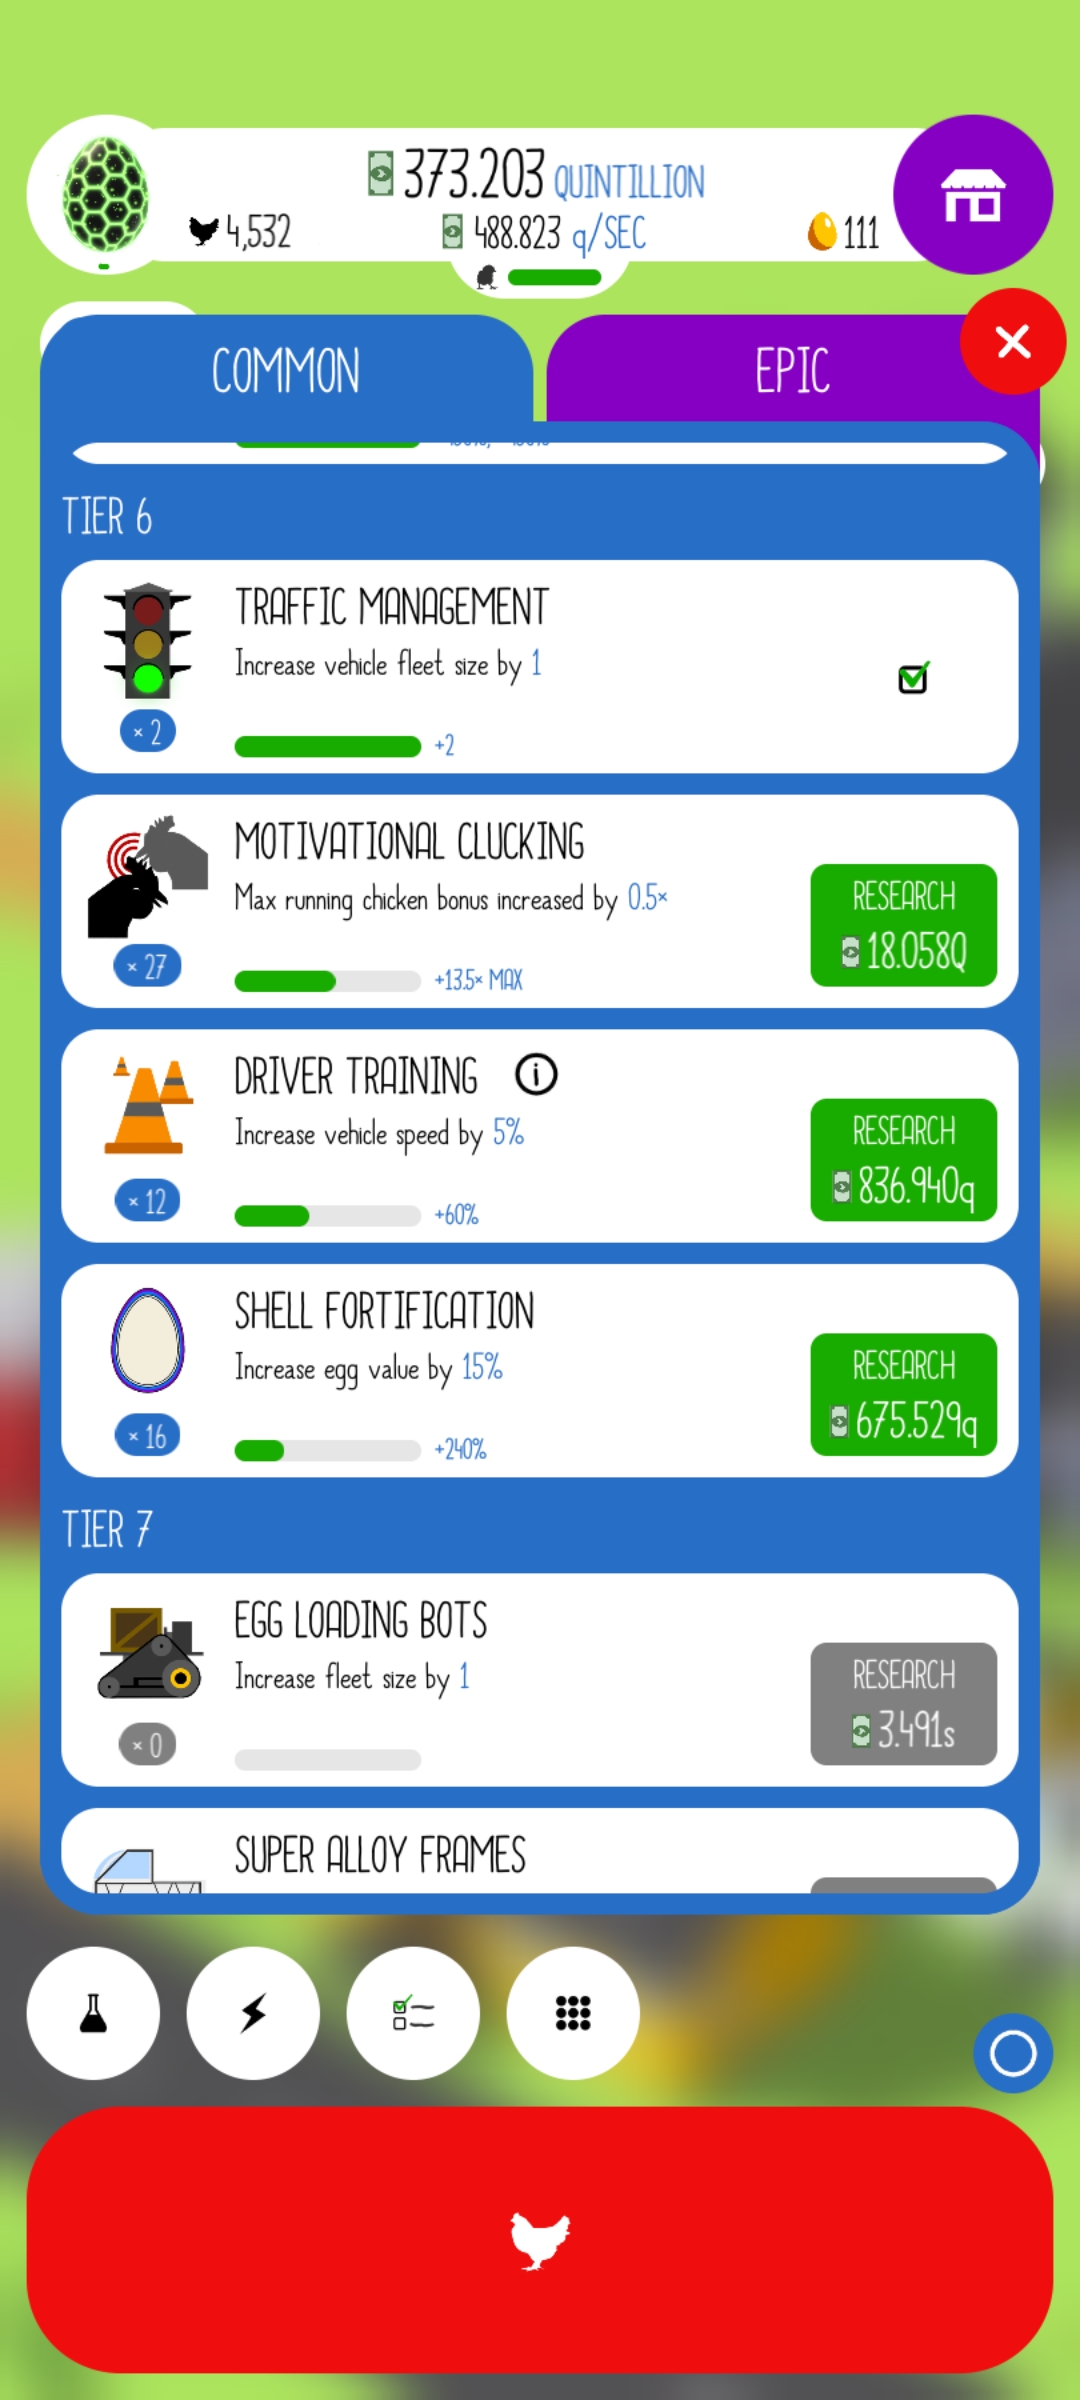 373.203 QUINTILLION
4,532
488.823 q/SEC
111
COMMON
EPIC
TIER 6
TRAFFIC MANAGEMENT
Increase vehicle fleet size by 1
× 2
+2
MOTIVATIONAL CLUCKING
Max running chicken bonus increased by 0.5×
RESEARCH
18.058Q
× 27
+13.5× MAX
DRIVER TRAINING
Increase vehicle speed by 5%
RESEARCH
836.940q
× 12
+60%
SHELL FORTIFICATION
Increase egg value by 15%
RESEARCH
675.529q
× 16
+240%
TIER 7
EGG LOADING BOTS
Increase fleet size by 1
RESEARCH
3.491s
× 0
SUPER ALLOY FRAMES